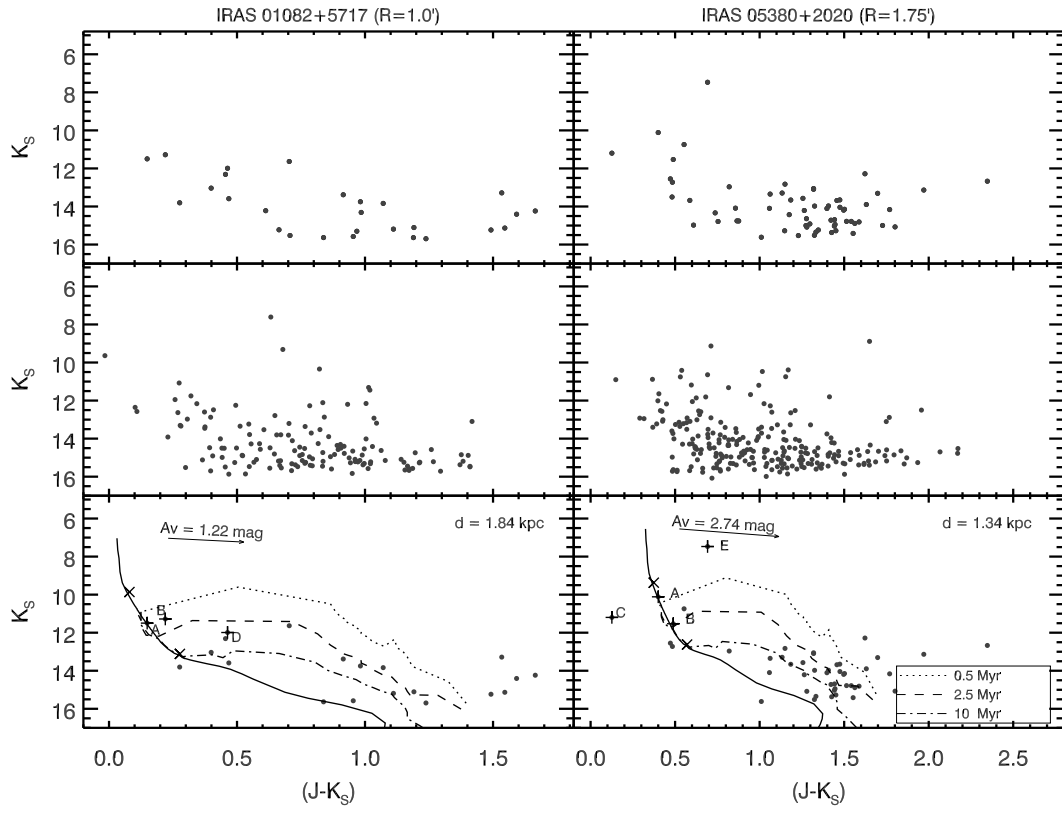 IRAS 01082+5717 (R=1.0')
IRAS 05380+2020 (R=1.75')
6
8
10
12
14
16
K_S
6
8
10
12
14
16
K_S
6
8
10
12
14
16
K_S
Av = 1.22 mag
d = 1.84 kpc
B
A
D
Av = 2.74 mag
d = 1.34 kpc
E
A
C
B
0.5 Myr
2.5 Myr
10 Myr
0.0
0.5
1.0
1.5
0.0
0.5
1.0
1.5
2.0
2.5
(J-K_S)
(J-K_S)